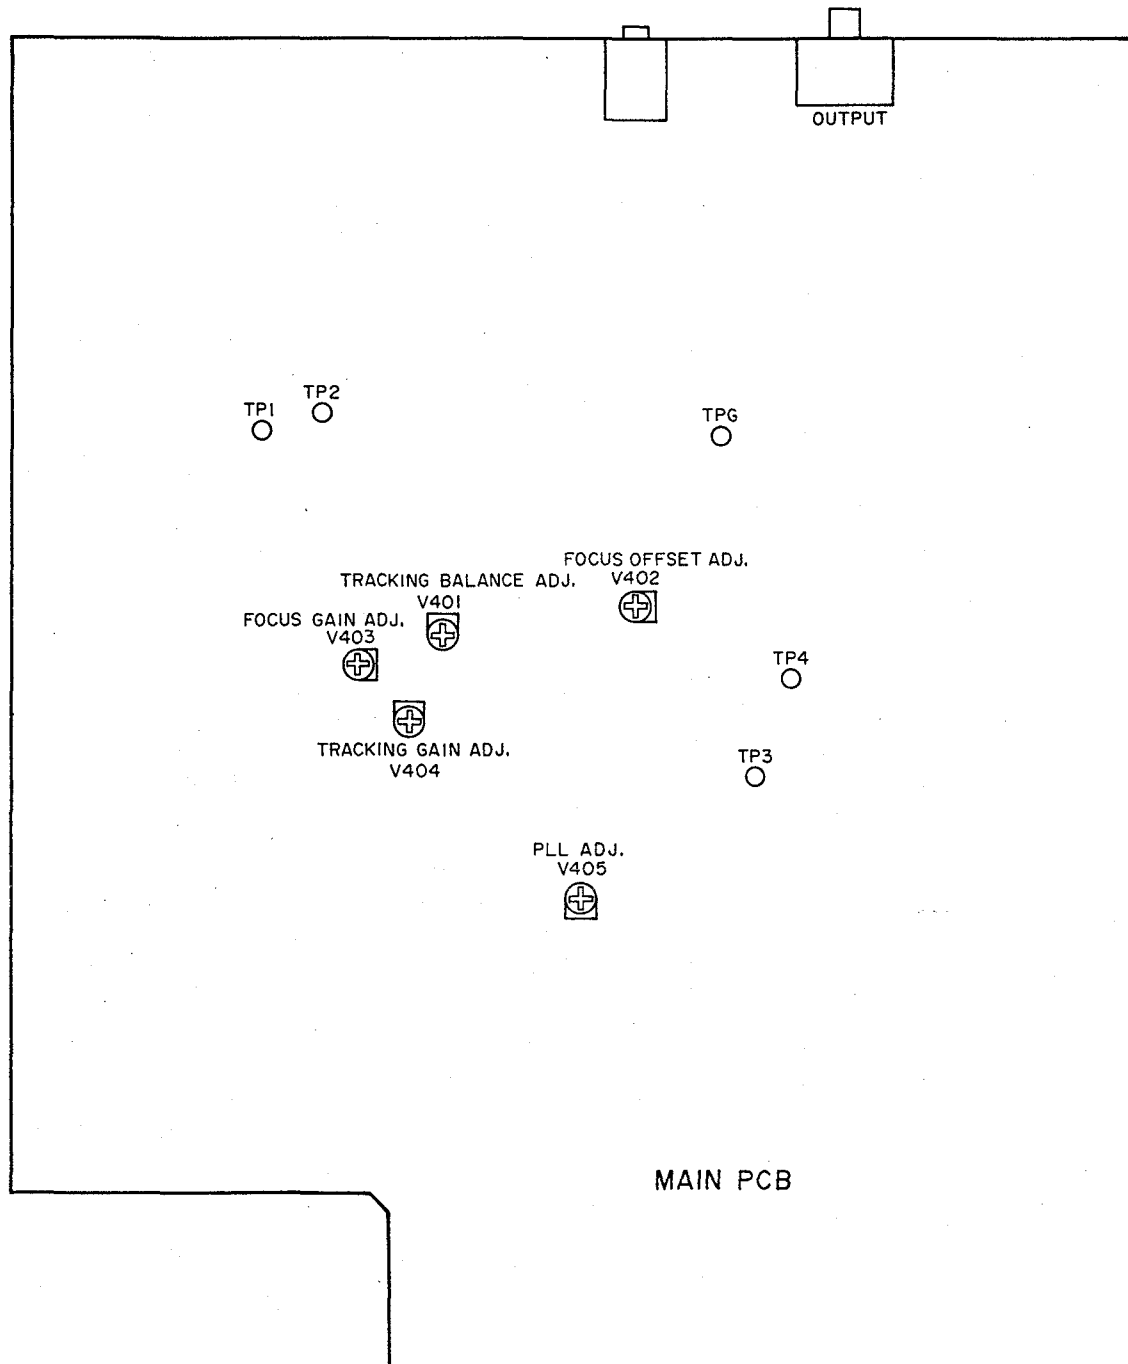 OUTPUT
TP1
TP2
TPG
FOCUS OFFSET ADJ.
V402
TRACKING BALANCE ADJ.
V401
FOCUS GAIN ADJ.
V403
TP4
TRACKING GAIN ADJ.
V404
TP3
PLL ADJ.
V405
MAIN PCB